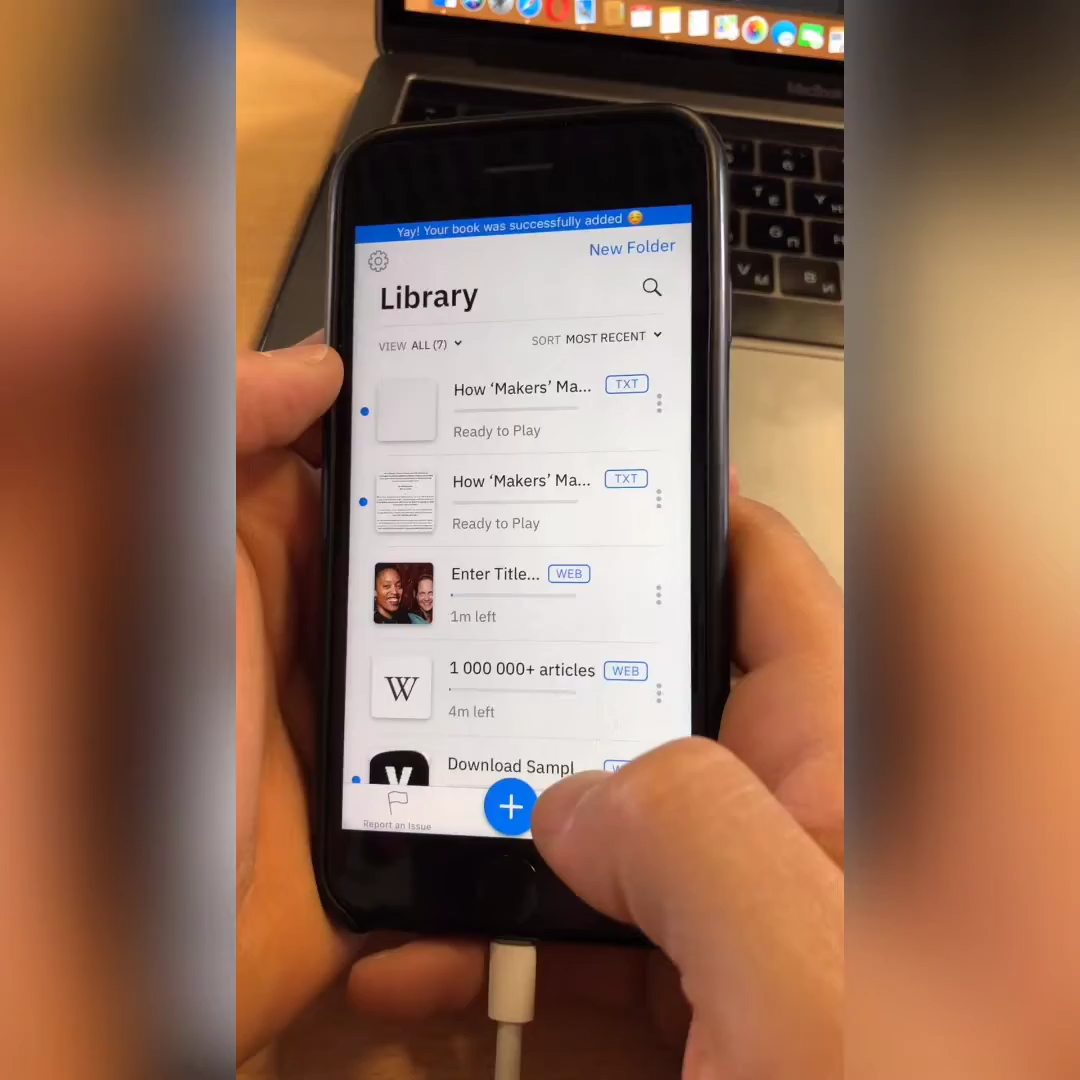 Yay! Your book was successfully added
New Folder
Library
VIEW ALL (7)
SORT MOST RECENT
How ‘Makers’ Ma...
TXT
Ready to Play
How ‘Makers’ Ma...
TXT
Ready to Play
Enter Title...
WEB
1m left
W
1 000 000+ articles
WEB
4m left
Download Sampl
Report an Issue